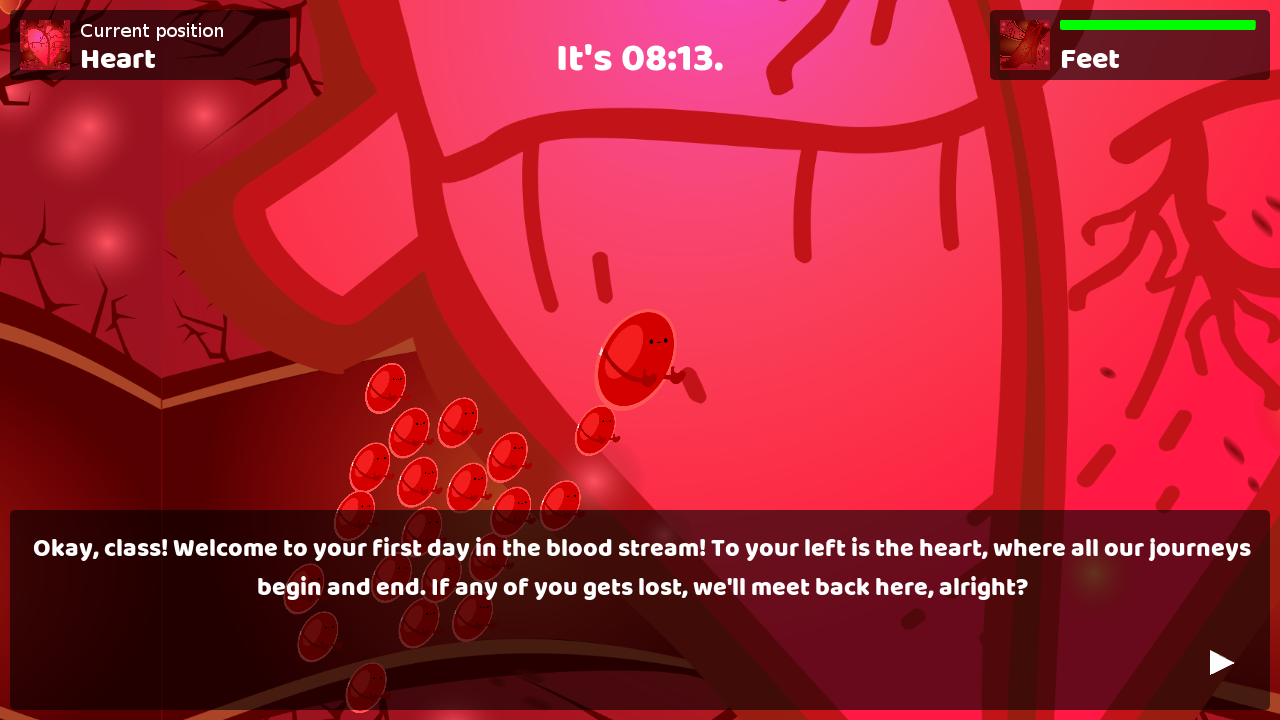 Current position
Heart
It's 08:13.
Feet
Okay, class! Welcome to your first day in the blood stream! To your left is the heart, where all our journeys
begin and end. If any of you gets lost, we'll meet back here, alright?